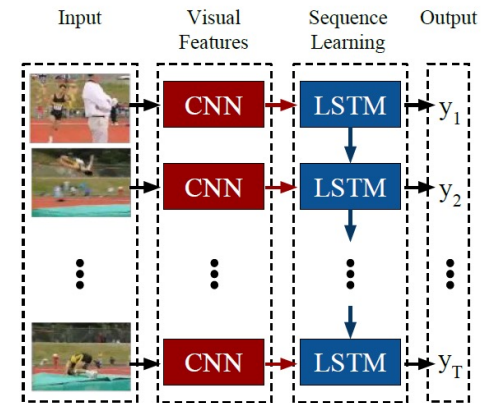 Input
Visual
Features
Sequence
Learning
Output
CNN
LSTM
y1
CNN
LSTM
y2
CNN
LSTM
yT